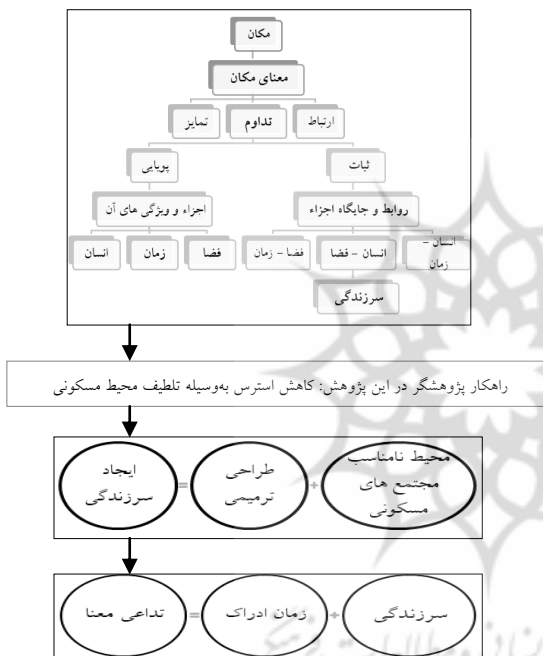 مکان
معنای مکان
ارتباط تداوم تمایز
ثبات پویایی
روابط و جایگاه اجزاء اجزاء و ویژگی های آن
انسان –
زمان
انسان – فضا فضا – زمان فضا زمان انسان
سرزندگی
راهکار پژوهشگر در این پژوهش: کاهش استرس به‌وسیله تلطیف محیط مسکونی
محیط نامناسب
مجتمع های
مسکونی
+
طراحی
ترمیمی
=
ایجاد
سرزندگی
سرزندگی + زمان ادراک = تداعی معنا